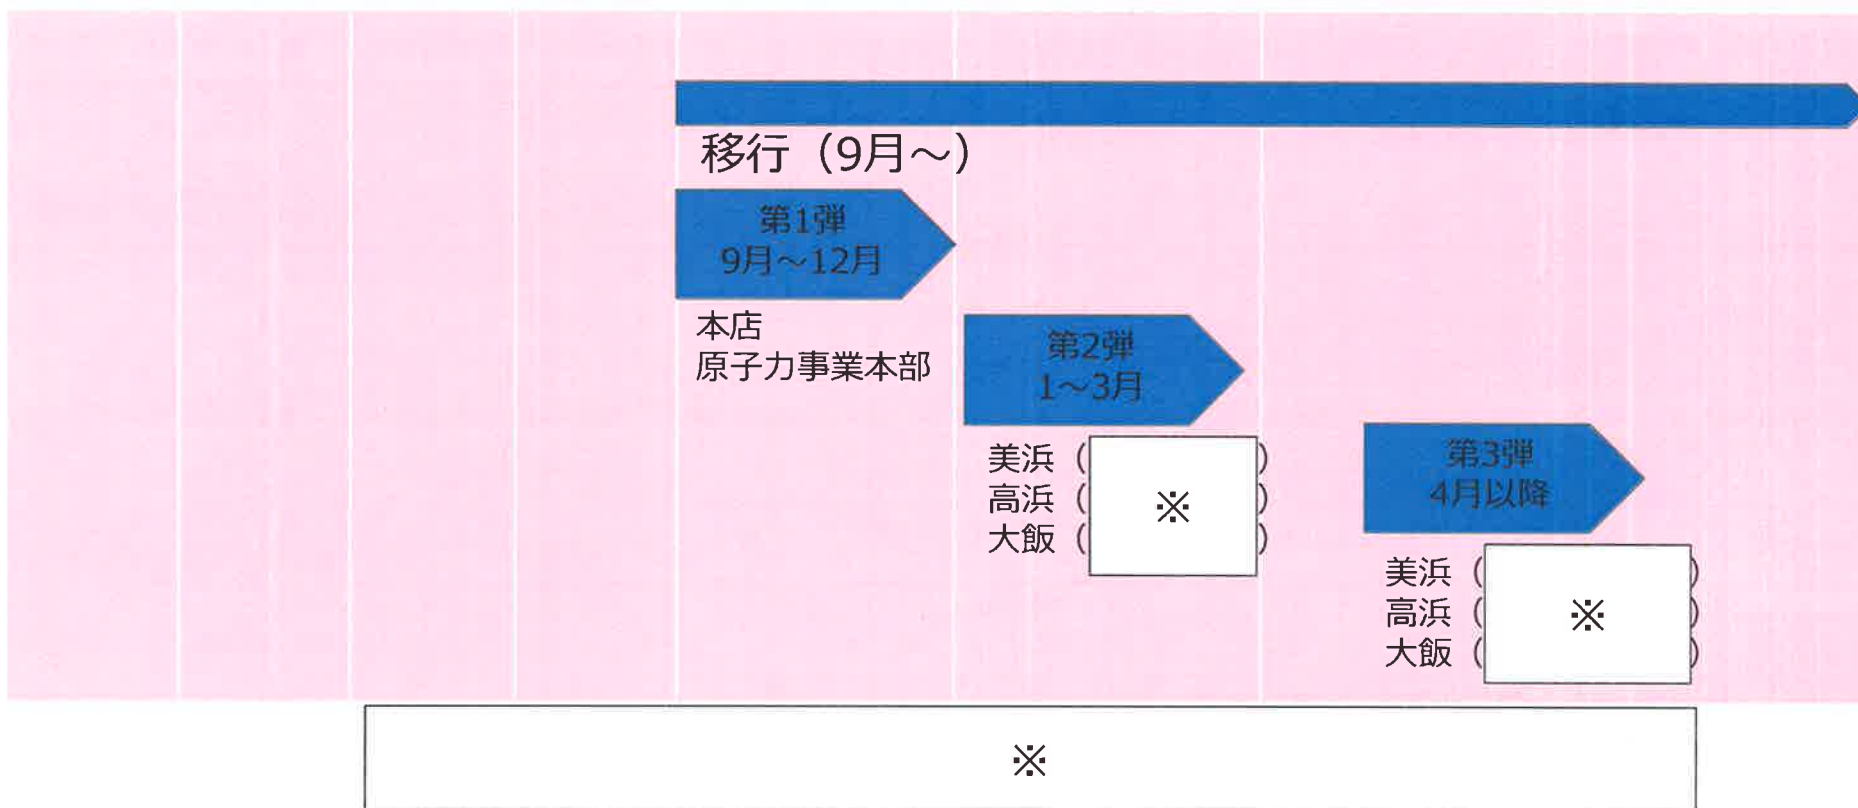 移行（9月～）
第1弾
9月～12月
本店
原子力事業本部
第2弾
1～3月
美浜（ ）
高浜（ ※ ）
大飯（ ）
第3弾
4月以降
美浜（ ）
高浜（ ※ ）
大飯（ ）
※